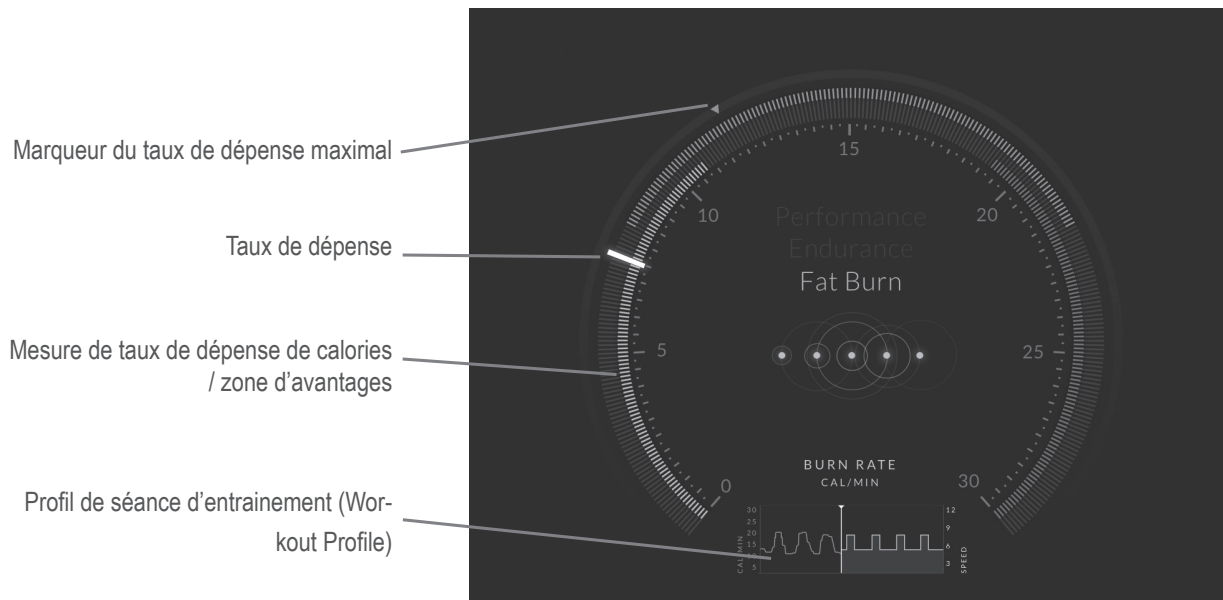 Marqueur du taux de dépense maximal
Taux de dépense
Mesure de taux de dépense de calories
/ zone d’avantages
Profil de séance d’entrainement (Wor-
kout Profile)
15
10
20
Performance
Endurance
Fat Burn
5
25
0
30
BURN RATE
CAL/MIN
30
25
20
15
10
5
CAL/MIN
12
9
6
3
SPEED